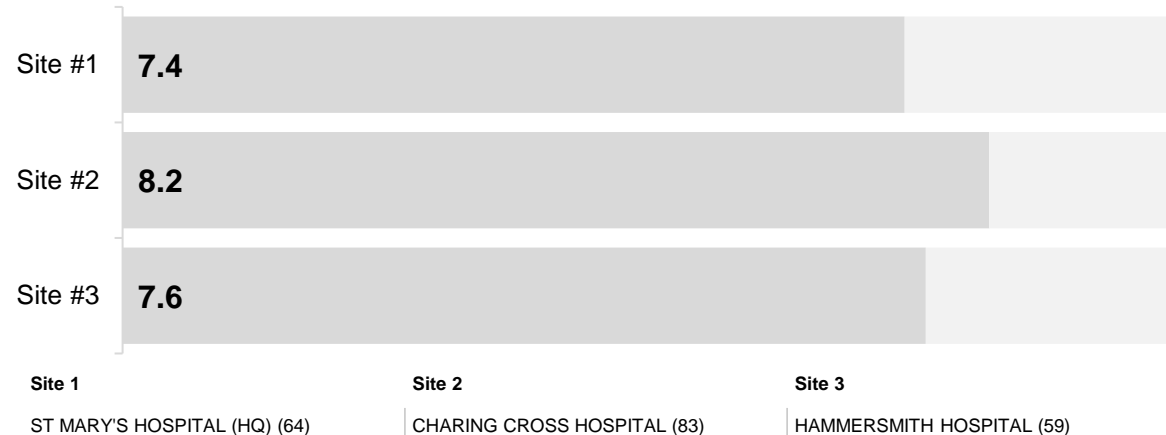 Site #1 7.4
Site #2 8.2
Site #3 7.6
Site 1 Site 2 Site 3
ST MARY'S HOSPITAL (HQ) (64) CHARING CROSS HOSPITAL (83) HAMMERSMITH HOSPITAL (59)